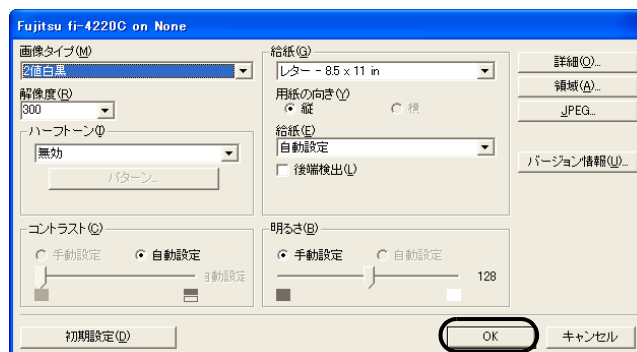 Fujitsu fi-4220C on None
画像タイプ(M)
2値白黒
解像度(R)
300
ハーフトーン(I)
無効
パターン...
コントラスト(C)
手動設定
自動設定
自動設定
給紙(G)
レター - 8.5 x 11 in
用紙の向き(Y)
縦
横
給紙(E)
自動設定
後端検出(L)
明るさ(B)
手動設定
自動設定
128
詳細(O)...
領域(A)...
JPEG...
バージョン情報(U)...
初期設定(D)
OK
キャンセル